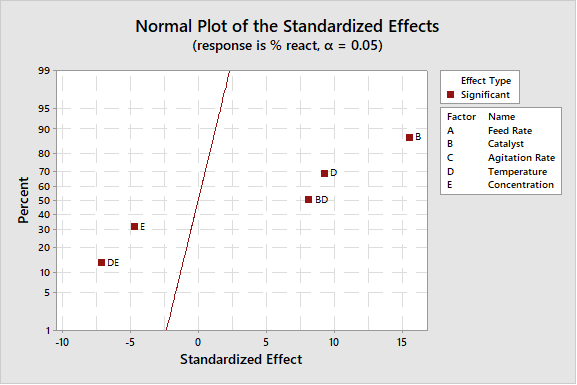 Normal Plot of the Standardized Effects
(response is % react, α = 0.05)
99
95
90
80
70
60
50
40
30
20
10
5
1
Percent
B
D
BD
E
DE
-10 -5 0 5 10 15
Standardized Effect
Effect Type
Significant
Factor Name
A Feed Rate
B Catalyst
C Agitation Rate
D Temperature
E Concentration